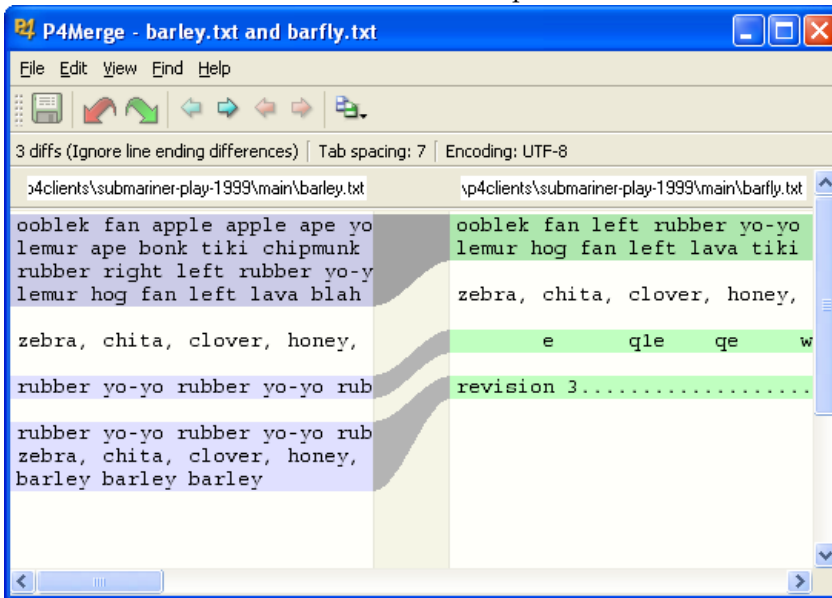 P4Merge - barley.txt and barfly.txt
File Edit View Find Help
3 diffs (Ignore line ending differences) Tab spacing: 7 Encoding: UTF-8
p4clients\submariner-play-1999\main\barley.txt
\p4clients\submariner-play-1999\main\barfly.txt
ooblek fan apple apple ape yo
lemur ape bonk tiki chipmunk
rubber right left rubber yo-y
lemur hog fan left lava blah
zebra, chita, clover, honey,
rubber yo-yo rubber yo-yo rub
rubber yo-yo rubber yo-yo rub
zebra, chita, clover, honey,
barley barley barley
ooblek fan left rubber yo-yo
lemur hog fan left lava tiki
zebra, chita, clover, honey,
e qle qe w
revision 3....................